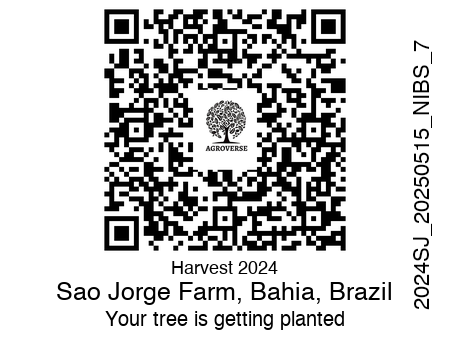 AGROVERSE
Harvest 2024
Sao Jorge Farm, Bahia, Brazil
Your tree is getting planted
2024SJ_20250515_NIBS_7